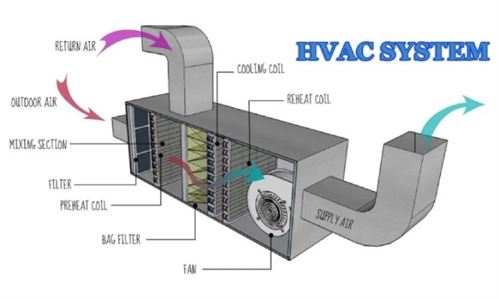 HVAC SYSTEM
RETURN AIR
COOLING COIL
OUTDOOR AIR
REHEAT COIL
MIXING SECTION
FILTER
PREHEAT COIL
BAG FILTER
FAN
SUPPLY AIR